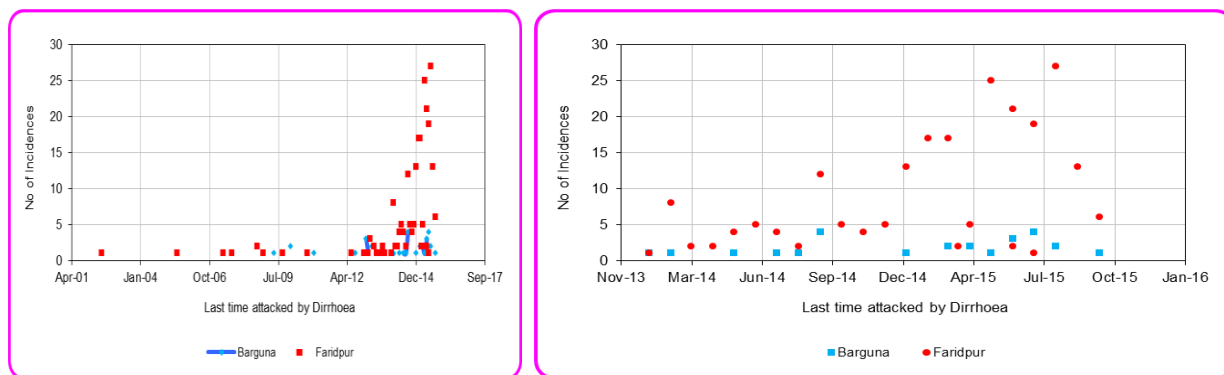 30
25
20
15
10
5
0
No of Incidences
Apr-01 Jan-04 Oct-06 Jul-09 Apr-12 Dec-14 Sep-17
Last time attacked by Dirrhoea
Barguna Faridpur
30
25
20
15
10
5
0
No of Incidences
Nov-13 Mar-14 Jun-14 Sep-14 Dec-14 Apr-15 Jul-15 Oct-15 Jan-16
Last time attacked by Dirrhoea
Barguna Faridpur